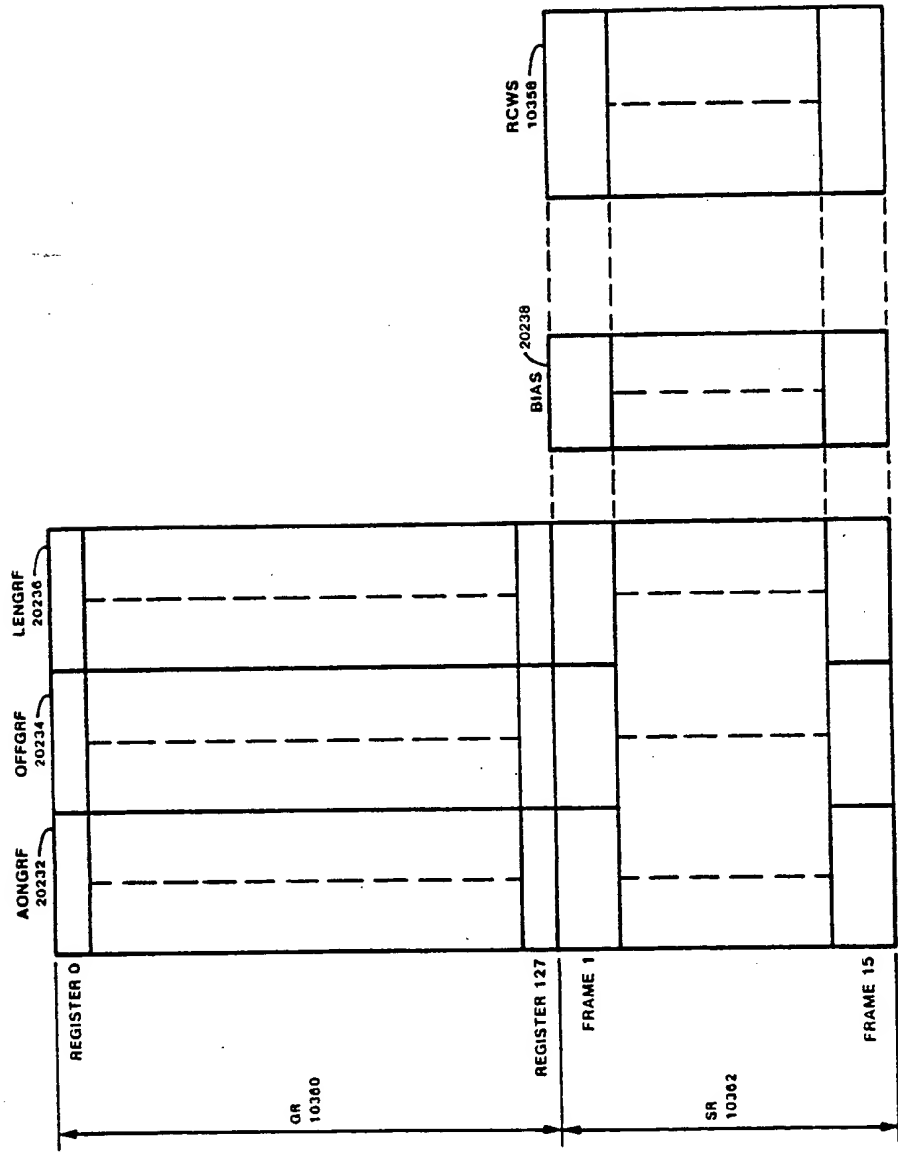 AONGRF
20232
OFFGRF
20234
LENGRF
20236
BIAS
20238
RCWS
10358
REGISTER 0
REGISTER 127
FRAME 1
FRAME 15
GR
10360
SR
10362